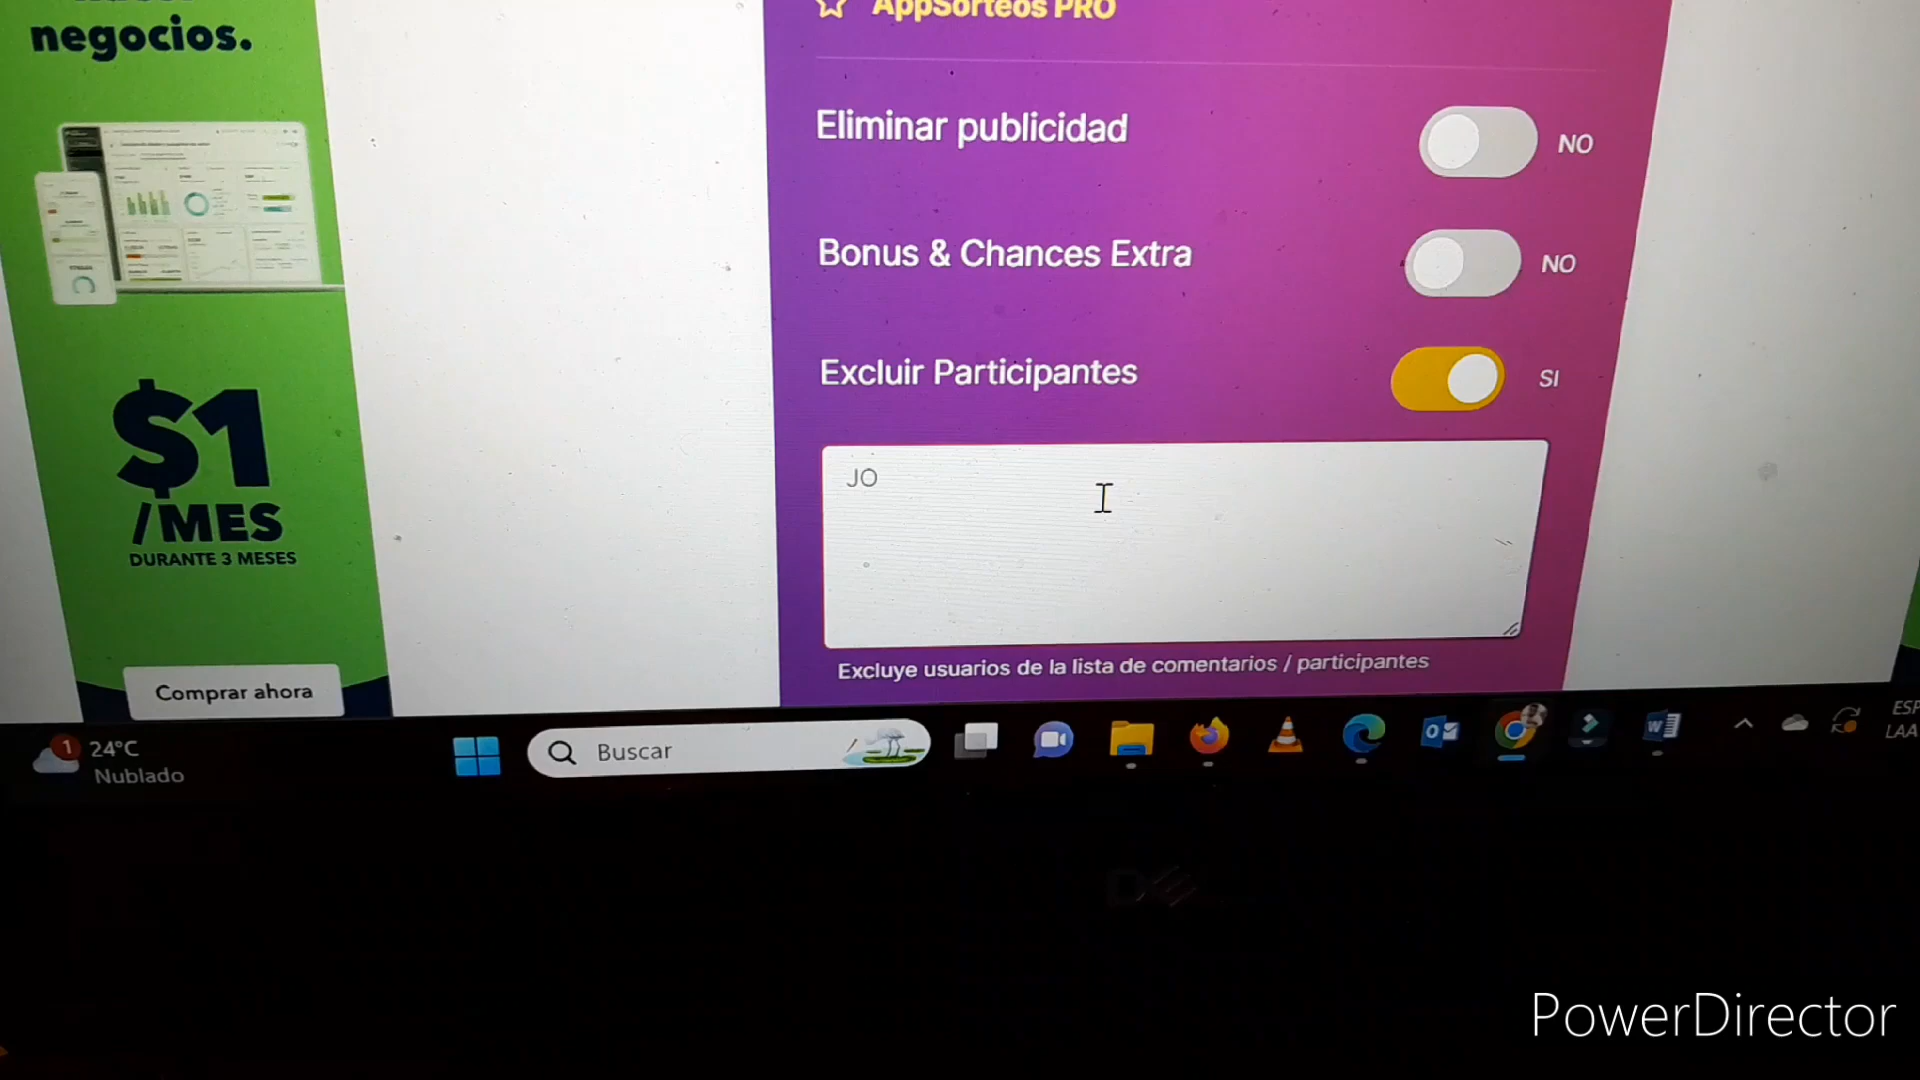 negocios.
$1
/MES
DURANTE 3 MESES
Comprar ahora
AppSorteos PRO
Eliminar publicidad
NO
Bonus & Chances Extra
NO
Excluir Participantes
SI
JO
Excluye usuarios de la lista de comentarios / participantes
1
24°C
Nublado
Buscar
ESP
LAA
PowerDirector